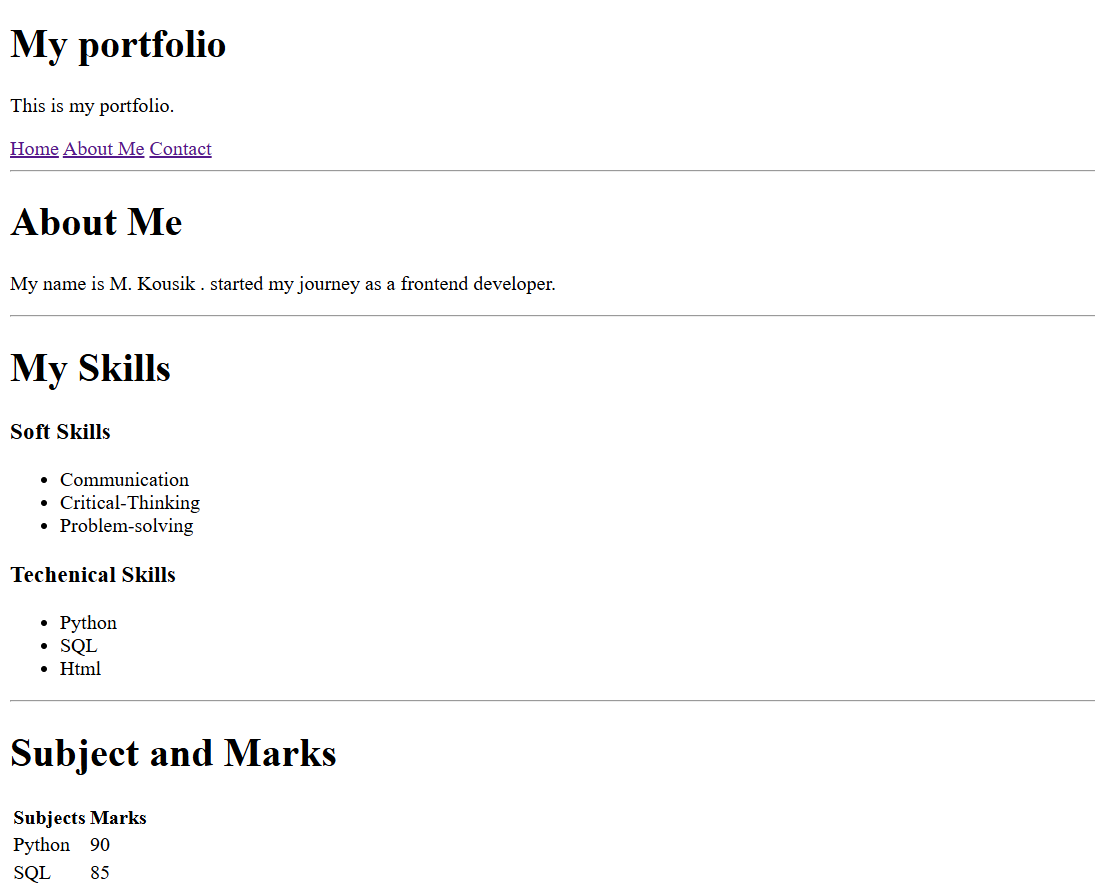 My portfolio
This is my portfolio.
Home About Me Contact
About Me
My name is M. Kousik . started my journey as a frontend developer.
My Skills
Soft Skills
Communication
Critical-Thinking
Problem-solving
Techenical Skills
Python
SQL
Html
Subject and Marks
Subjects Marks
Python 90
SQL 85